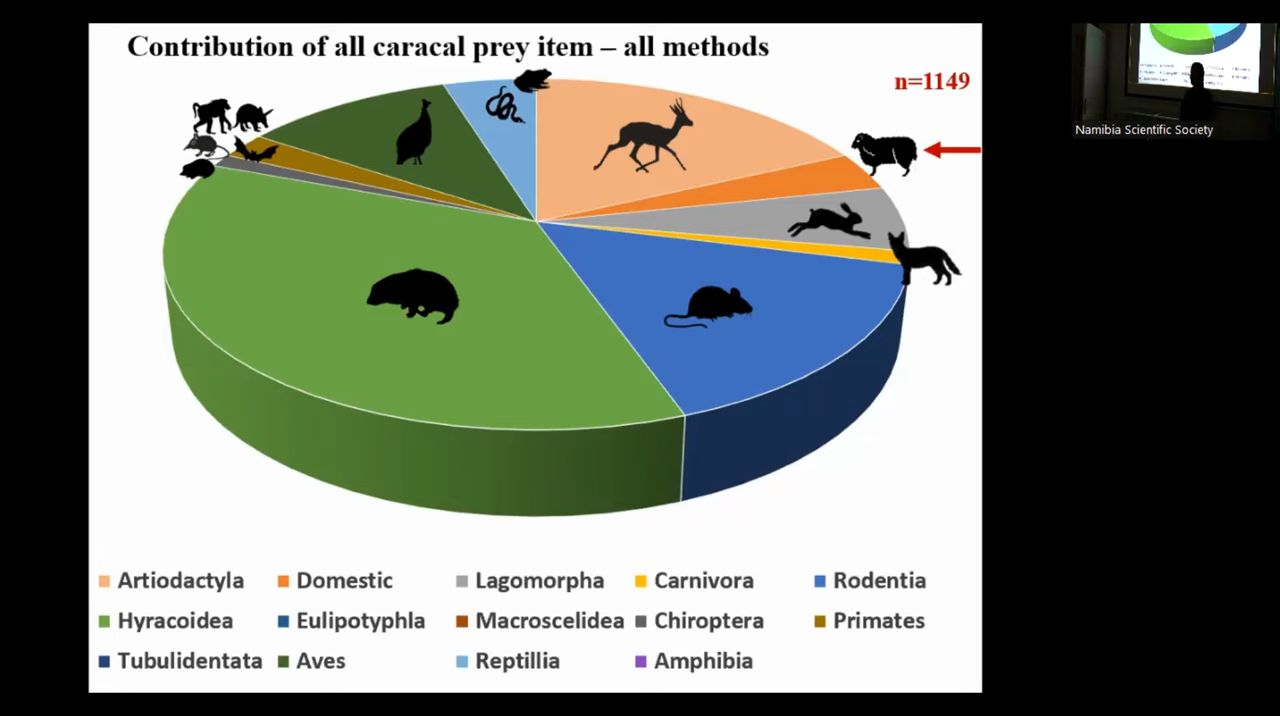 Contribution of all caracal prey item – all methods
n=1149
Namibia Scientific Society
Artiodactyla Domestic Lagomorpha Carnivora Rodentia
Hyracoidea Eulipotyphla Macroscelidea Chiroptera Primates
Tubulidentata Aves Reptillia Amphibia